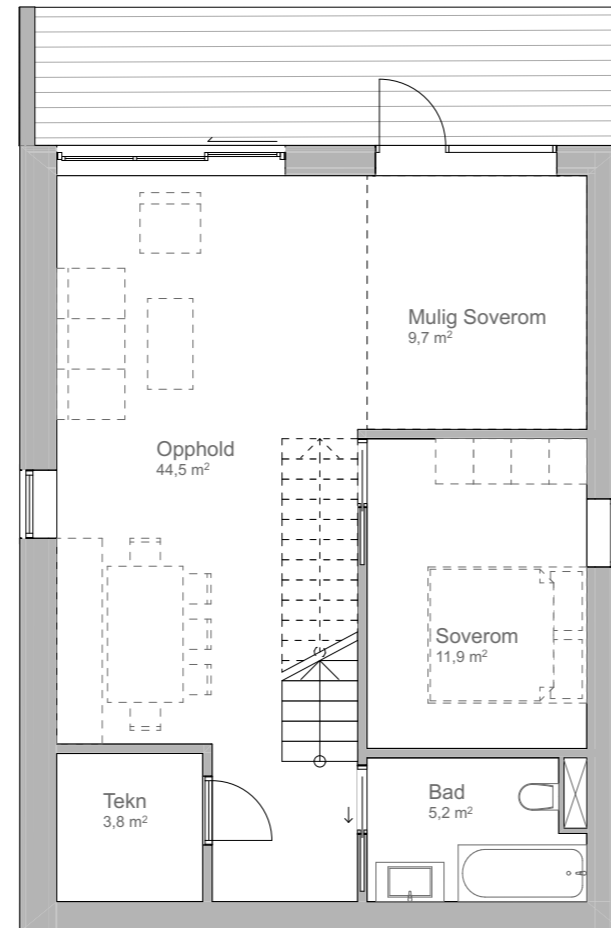 Mulig Soverom
9,7 m²
Opphold
44,5 m²
Soverom
11,9 m²
Tekn
3,8 m²
Bad
5,2 m²